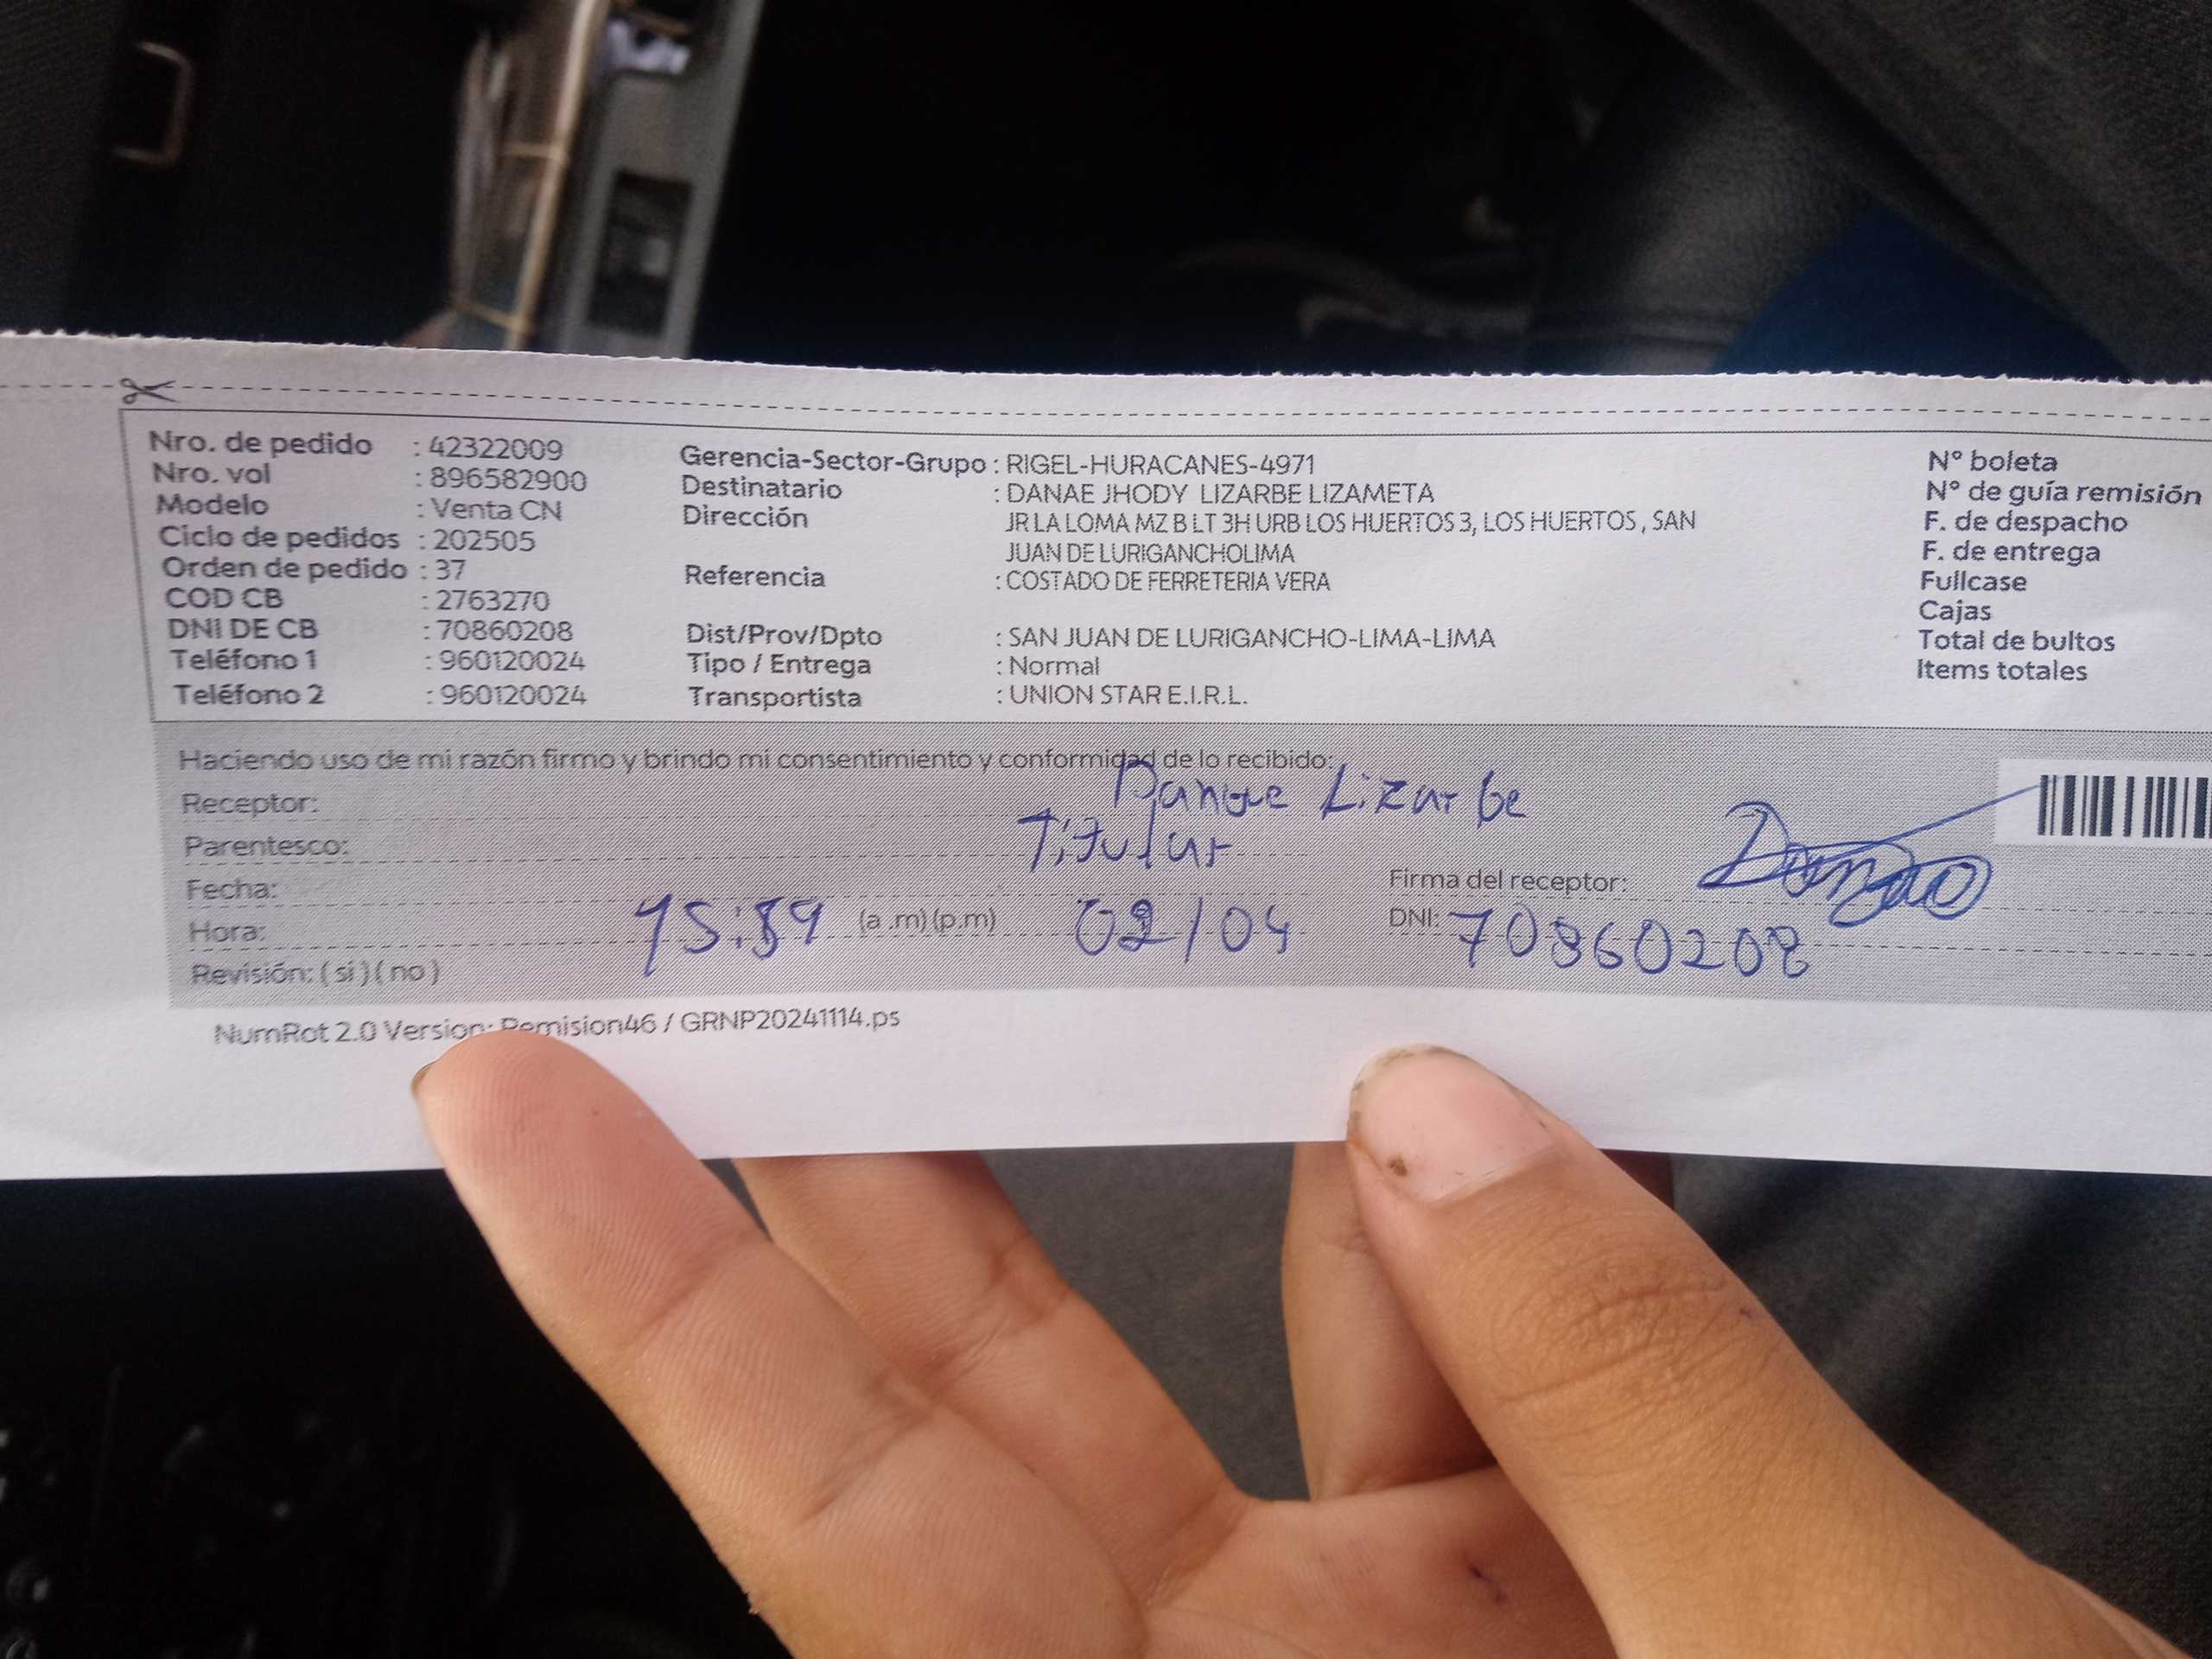 Nro. de pedido : 42322009
Nro. vol : 896582900
Modelo : Venta CN
Ciclo de pedidos : 202505
Orden de pedido : 37
COD CB : 2763270
DNI DE CB : 70860208
Teléfono 1 : 960120024
Teléfono 2 : 960120024
Gerencia-Sector-Grupo : RIGEL-HURACANES-4971
Destinatario : DANAE JHODY LIZARBE LIZAMETA
Dirección JR LA LOMA MZ B LT 3H URB LOS HUERTOS 3, LOS HUERTOS , SAN
JUAN DE LURIGANCHOLIMA
Referencia : COSTADO DE FERRETERIA VERA
Dist/Prov/Dpto : SAN JUAN DE LURIGANCHO-LIMA-LIMA
Tipo / Entrega : Normal
Transportista : UNION STAR E.I.R.L.
N° boleta
N° de guía remisión
F. de despacho
F. de entrega
Fullcase
Cajas
Total de bultos
Items totales
Haciendo uso de mi razón firmo y brindo mi consentimiento y conformidad de lo recibido:
Receptor: Danae Lizarbe
Parentesco: Titular
Fecha:
Firma del receptor:
Hora: (a .m) (p.m) 02/04
DNI: 70860208
Revisión: ( si ) ( no )
NumRot 2.0 Version: Remision46 / GRNP20241114.ps